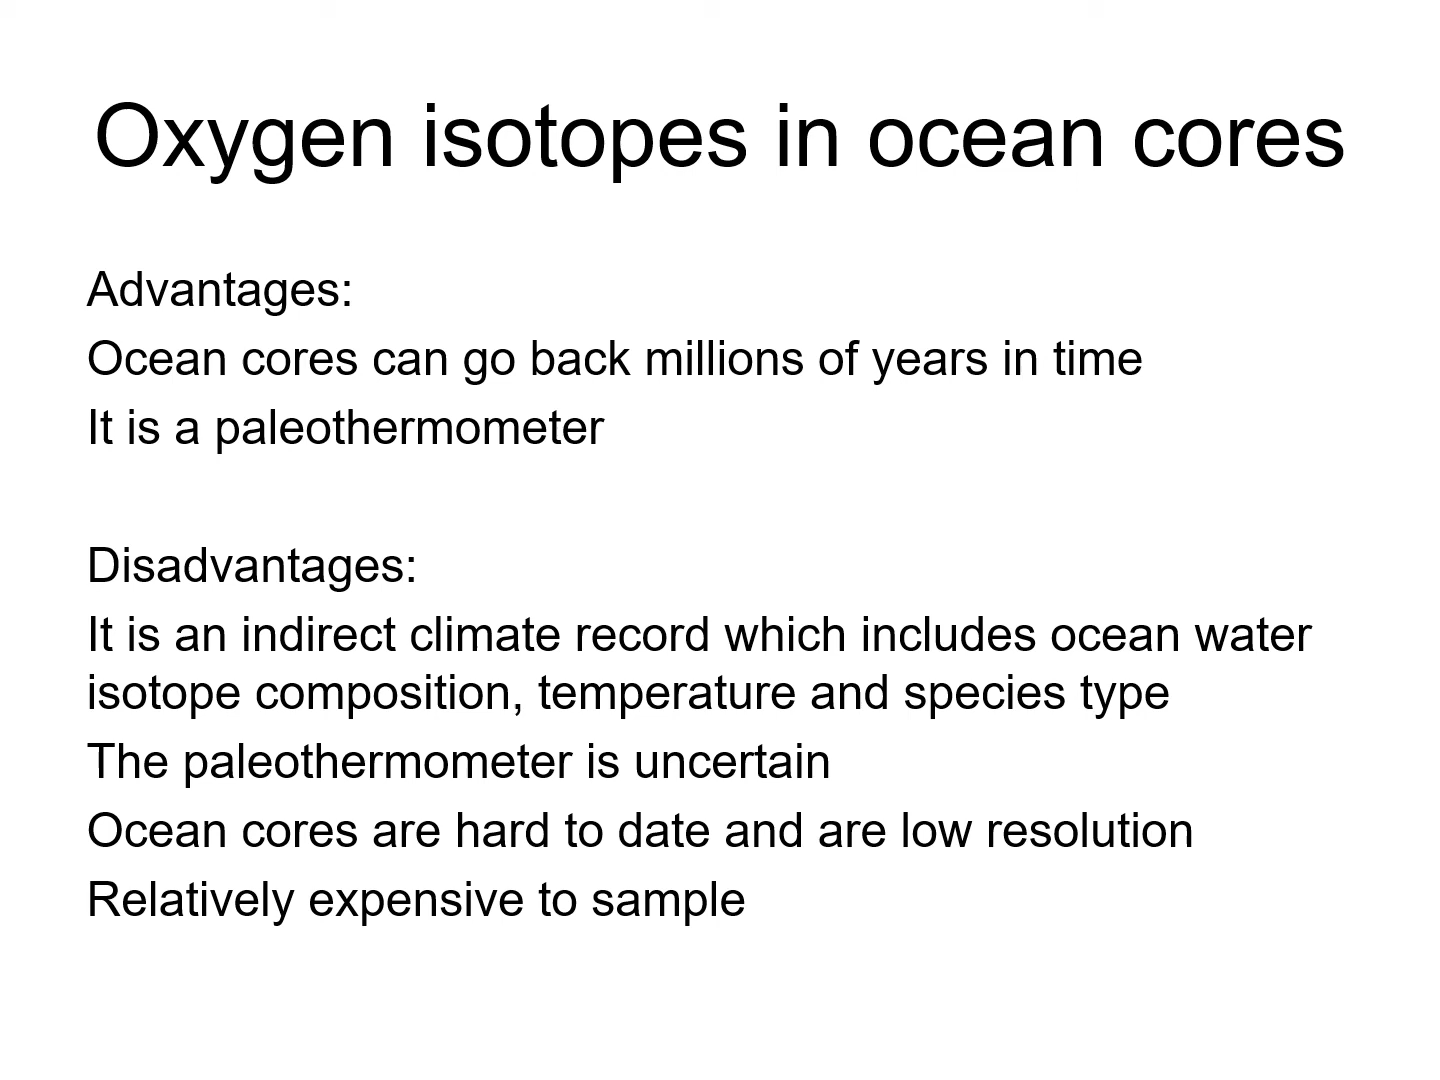 Oxygen isotopes in ocean cores
Advantages:
Ocean cores can go back millions of years in time
It is a paleothermometer
Disadvantages:
It is an indirect climate record which includes ocean water
isotope composition, temperature and species type
The paleothermometer is uncertain
Ocean cores are hard to date and are low resolution
Relatively expensive to sample